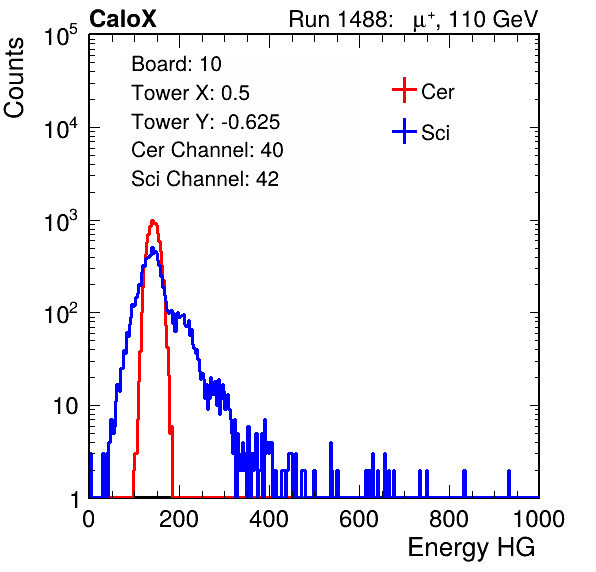 CaloX Run 1488: μ⁺, 110 GeV
Counts
10⁵
10⁴
10³
10²
10
1
Board: 10
Tower X: 0.5
Tower Y: -0.625
Cer Channel: 40
Sci Channel: 42
Cer
Sci
0 200 400 600 800 1000
Energy HG